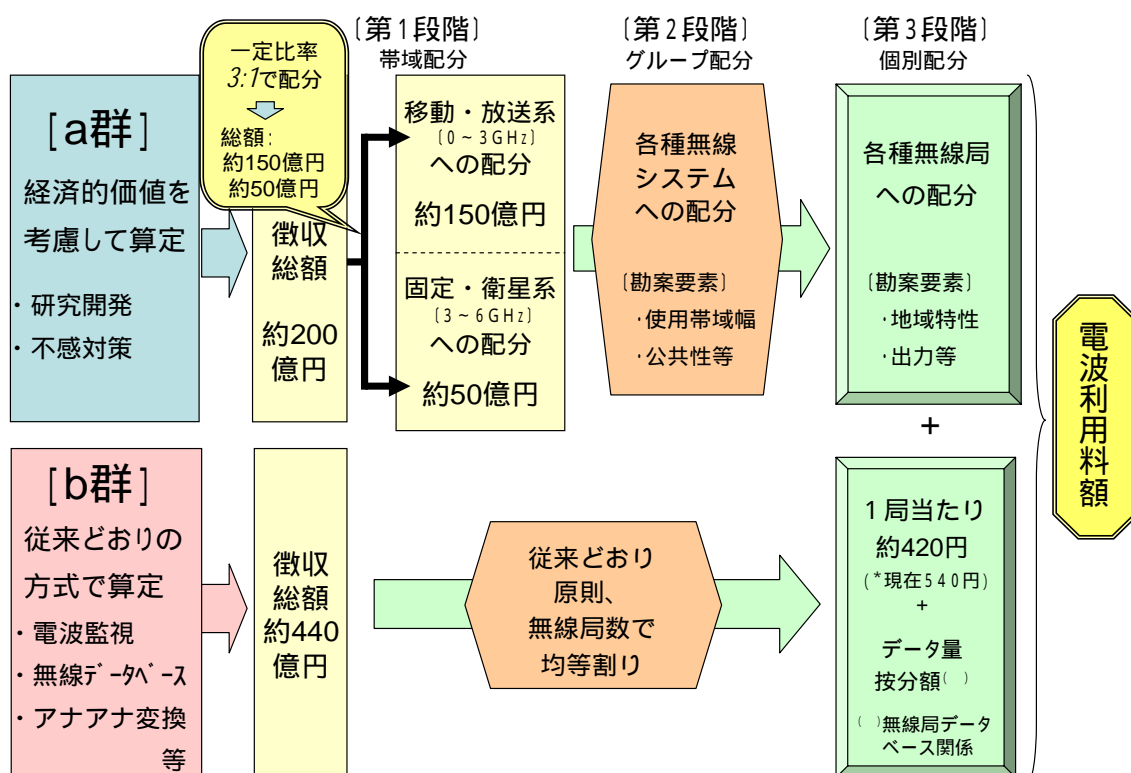 〔第1段階〕
帯域配分
〔第2段階〕
グループ配分
〔第3段階〕
個別配分
一定比率
3:1で配分
総額:
約150億円
約50億円
[a群]
経済的価値を
考慮して算定
・研究開発
・不感対策
徴収
総額
約200
億円
移動・放送系
〔0~3GHz〕
への配分
約150億円
固定・衛星系
〔3~6GHz〕
への配分
約50億円
各種無線
システム
への配分
〔勘案要素〕
・使用帯域幅
・公共性等
各種無線局
への配分
〔勘案要素〕
・地域特性
・出力等
+
[b群]
従来どおりの
方式で算定
・電波監視
・無線データベース
・アナアナ変換
等
徴収
総額
約440
億円
従来どおり
原則、
無線局数で
均等割り
1局当たり
約420円
(*現在540円)
+
データ量
按分額( )
( )無線局データ
ベース関係
電波利用料額